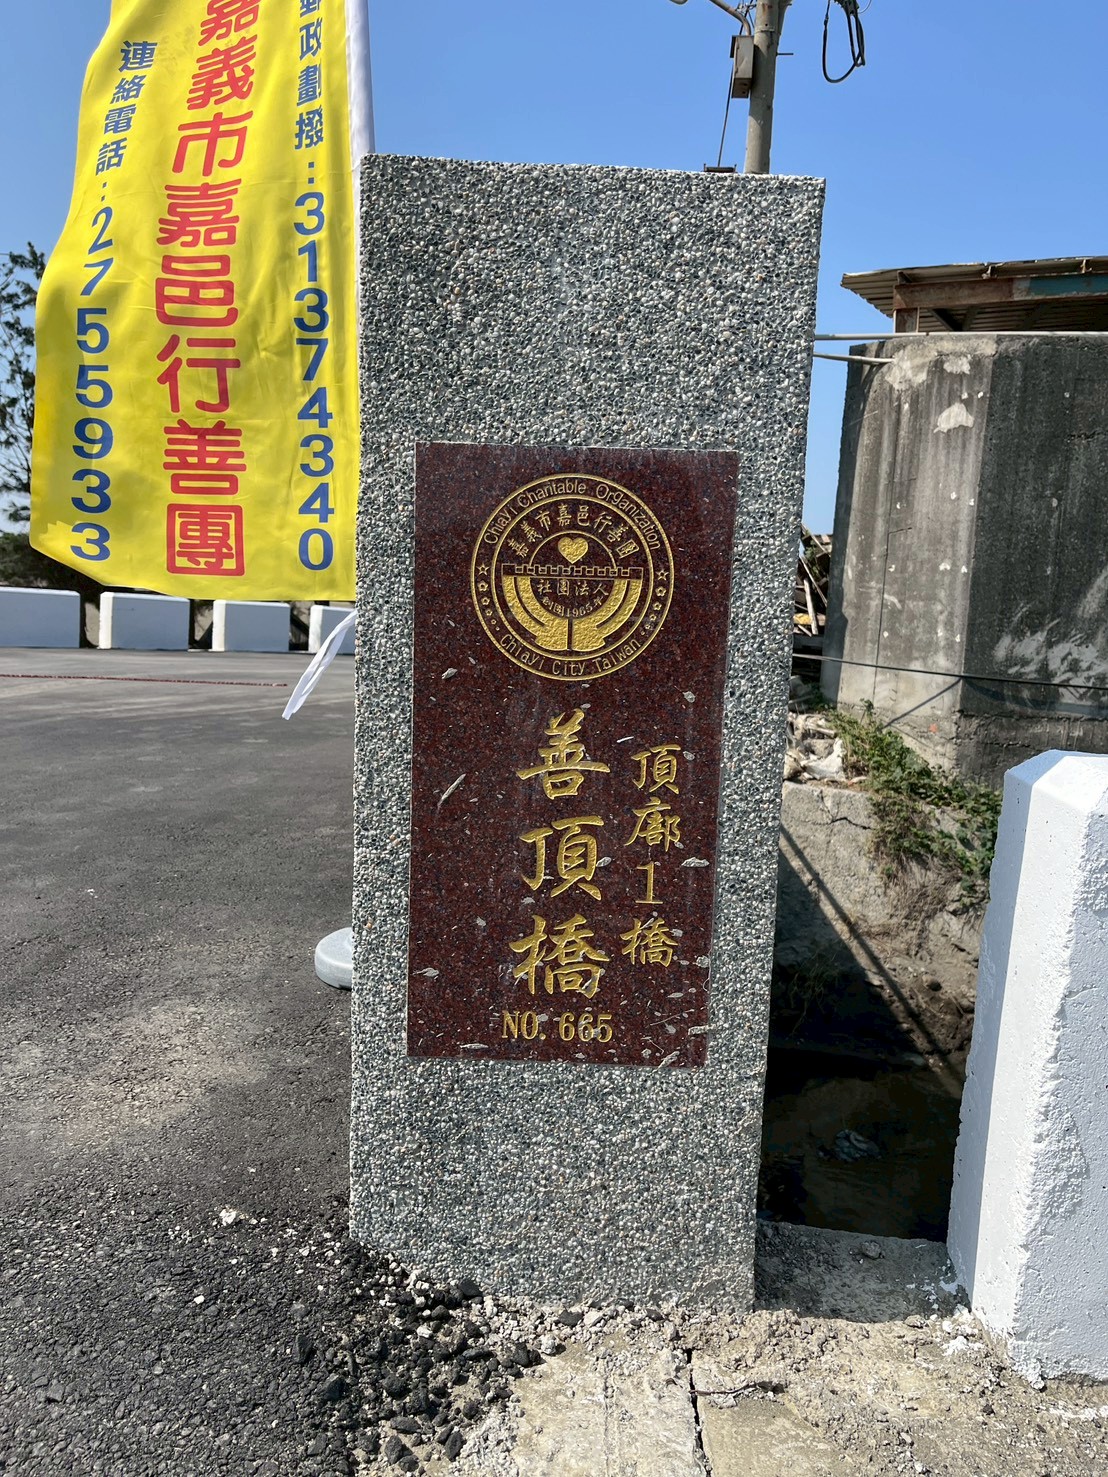 郵政劃撥:31374340
嘉義市嘉邑行善團
連絡電話:2755933
Chiayi Charitable Organization
嘉義市嘉邑行善團
社團法人
Chiayi City Taiwan
頂廍1橋
善頂橋
NO. 665